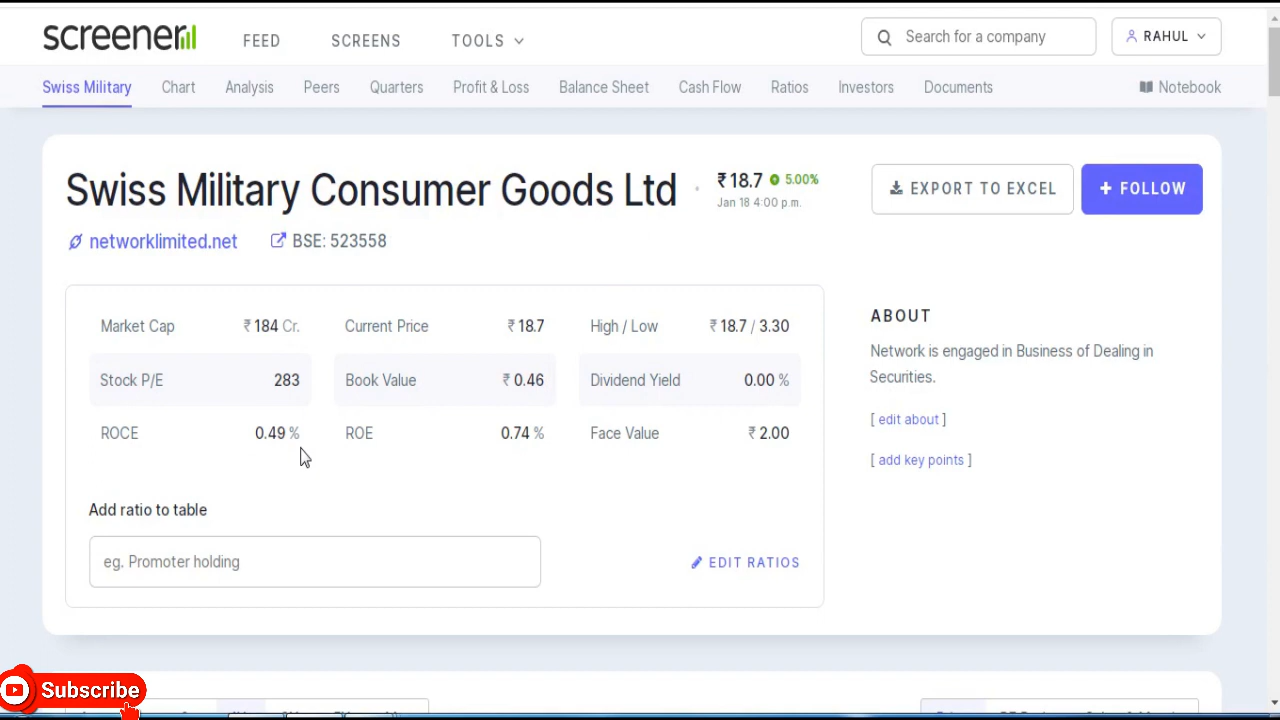 screener FEED SCREENS TOOLS Search for a company RAHUL
Swiss Military Chart Analysis Peers Quarters Profit & Loss Balance Sheet Cash Flow Ratios Investors Documents Notebook
Swiss Military Consumer Goods Ltd ₹ 18.7 5.00% EXPORT TO EXCEL + FOLLOW
Jan 18 4:00 p.m.
networklimited.net BSE: 523558
Market Cap ₹ 184 Cr. Current Price ₹ 18.7 High / Low ₹ 18.7 / 3.30
Stock P/E 283 Book Value ₹ 0.46 Dividend Yield 0.00 %
ROCE 0.49 % ROE 0.74 % Face Value ₹ 2.00
Add ratio to table
eg. Promoter holding EDIT RATIOS
ABOUT
Network is engaged in Business of Dealing in
Securities.
[ edit about ]
[ add key points ]
Subscribe